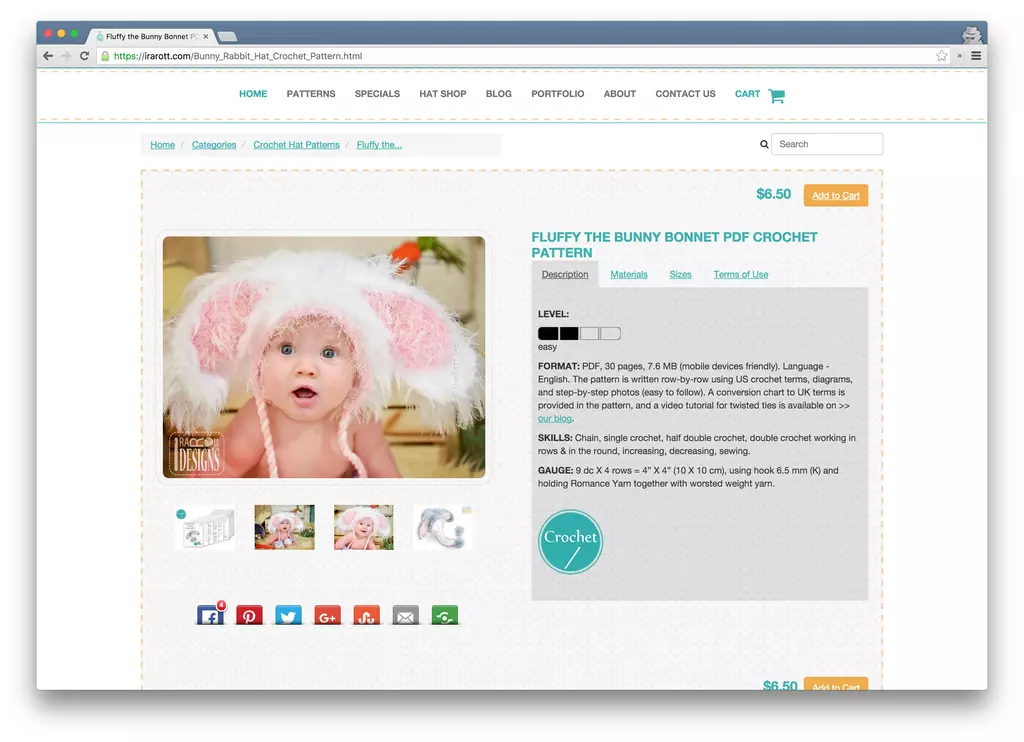 Fluffy the Bunny Bonnet PD
https://irarott.com/Bunny_Rabbit_Hat_Crochet_Pattern.html
HOME PATTERNS SPECIALS HAT SHOP BLOG PORTFOLIO ABOUT CONTACT US CART
Home / Categories / Crochet Hat Patterns / Fluffy the...
Search
$6.50 Add to Cart
FLUFFY THE BUNNY BONNET PDF CROCHET
PATTERN
Description Materials Sizes Terms of Use
LEVEL:
easy
FORMAT: PDF, 30 pages, 7.6 MB (mobile devices friendly). Language -
English. The pattern is written row-by-row using US crochet terms, diagrams,
and step-by-step photos (easy to follow). A conversion chart to UK terms is
provided in the pattern, and a video tutorial for twisted ties is available on >>
our blog.
SKILLS: Chain, single crochet, half double crochet, double crochet working in
rows & in the round, increasing, decreasing, sewing.
GAUGE: 9 dc X 4 rows = 4" X 4" (10 X 10 cm), using hook 6.5 mm (K) and
holding Romance Yarn together with worsted weight yarn.
Crochet
IRA ROTT
DESIGNS
4
$6.50 Add to Cart